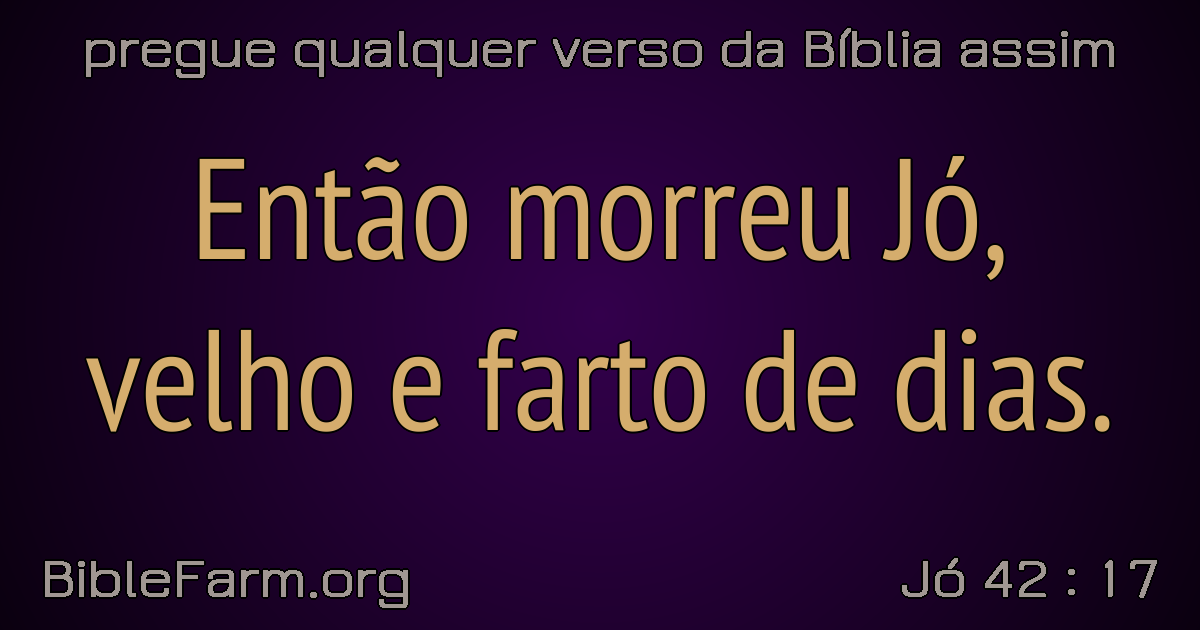 pregue qualquer verso da Bíblia assim
Então morreu Jó,
velho e farto de dias.
BibleFarm.org
Jó 42 : 17